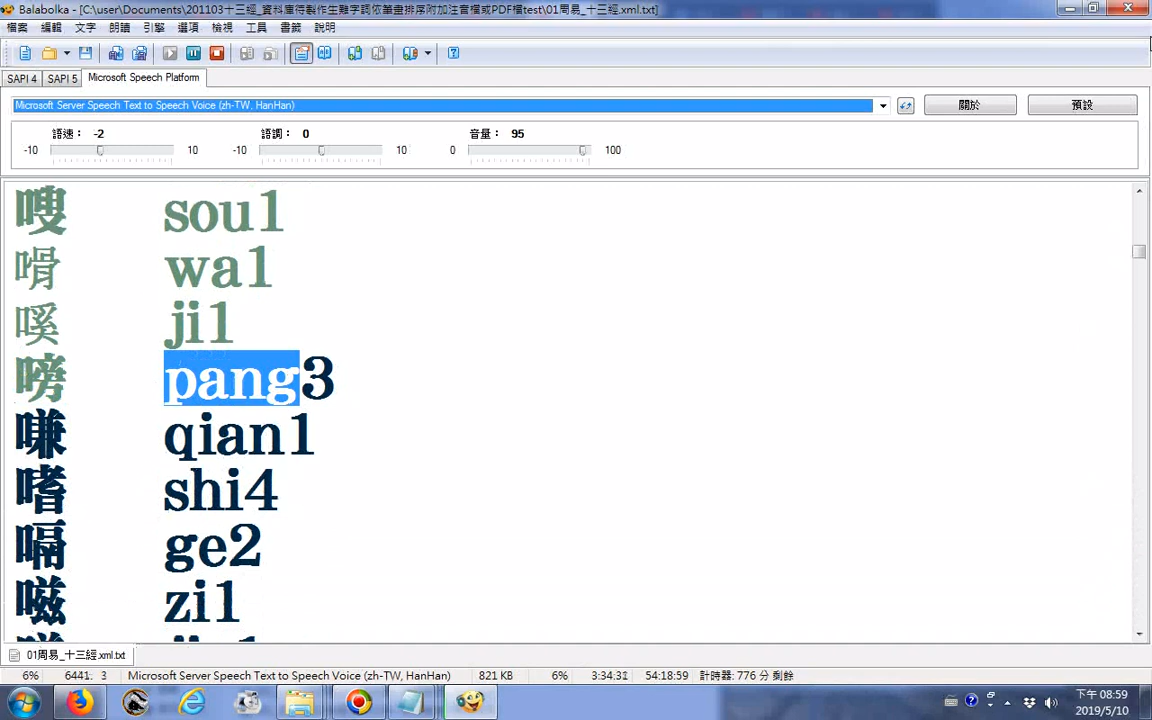 Balabolka - [C:\user\Documents\201103十三經_資料庫待製作生難字詞依筆畫排序附加注音檔或PDF檔test\01周易_十三經.xml.txt]
檔案 編輯 文字 朗讀 引擎 選項 檢視 工具 書籤 說明
SAPI 4 SAPI 5 Microsoft Speech Platform
Microsoft Server Speech Text to Speech Voice (zh-TW, HanHan) 關於 預設
語速： -2 語調： 0 音量： 95
-10 10 -10 10 0 100
嗖 sou1
嗗 wa1
嗘 ji1
嗙 pang3
嗛 qian1
嗜 shi4
嗝 ge2
嗞 zi1
01周易_十三經.xml.txt
6% 6441: 3 Microsoft Server Speech Text to Speech Voice (zh-TW, HanHan) 821 KB 6% 3:34:31 54:18:59 計時器: 776 分 剩餘
下午 08:59
2019/5/10